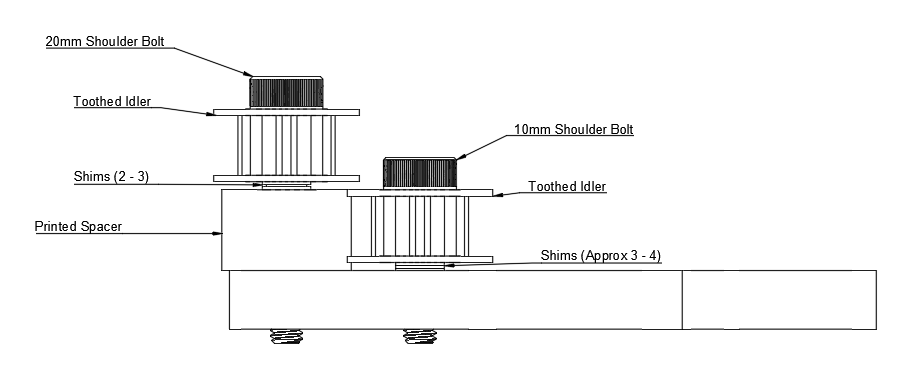 20mm Shoulder Bolt
Toothed Idler
10mm Shoulder Bolt
Shims (2 - 3)
Toothed Idler
Printed Spacer
Shims (Approx 3 - 4)